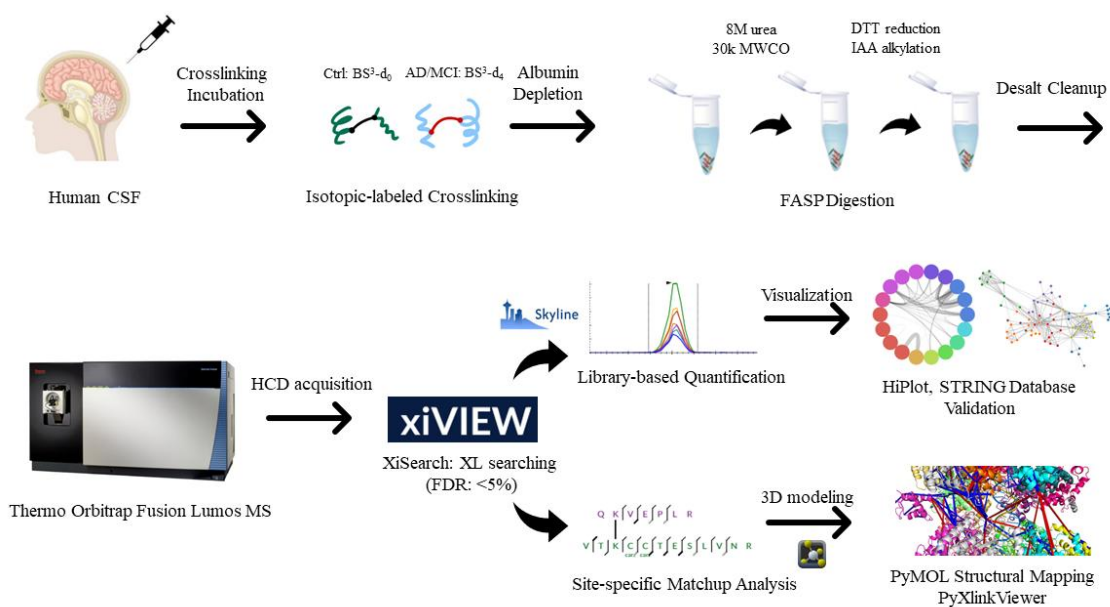 8M urea
30k MWCO
DTT reduction
IAA alkylation
Crosslinking
Incubation
Ctrl: BS³-d₀
AD/MCI: BS³-d₄
Albumin
Depletion
Desalt Cleanup
Human CSF
Isotopic-labeled Crosslinking
FASP Digestion
Skyline
Visualization
Library-based Quantification
HiPlot, STRING Database
Validation
HCD acquisition
xiVIEW
XiSearch: XL searching
(FDR: <5%)
Thermo Orbitrap Fusion Lumos MS
Q K V E P L R
V T K C C T E S L V N R
3D modeling
Site-specific Matchup Analysis
PyMOL Structural Mapping
PyXlinkViewer